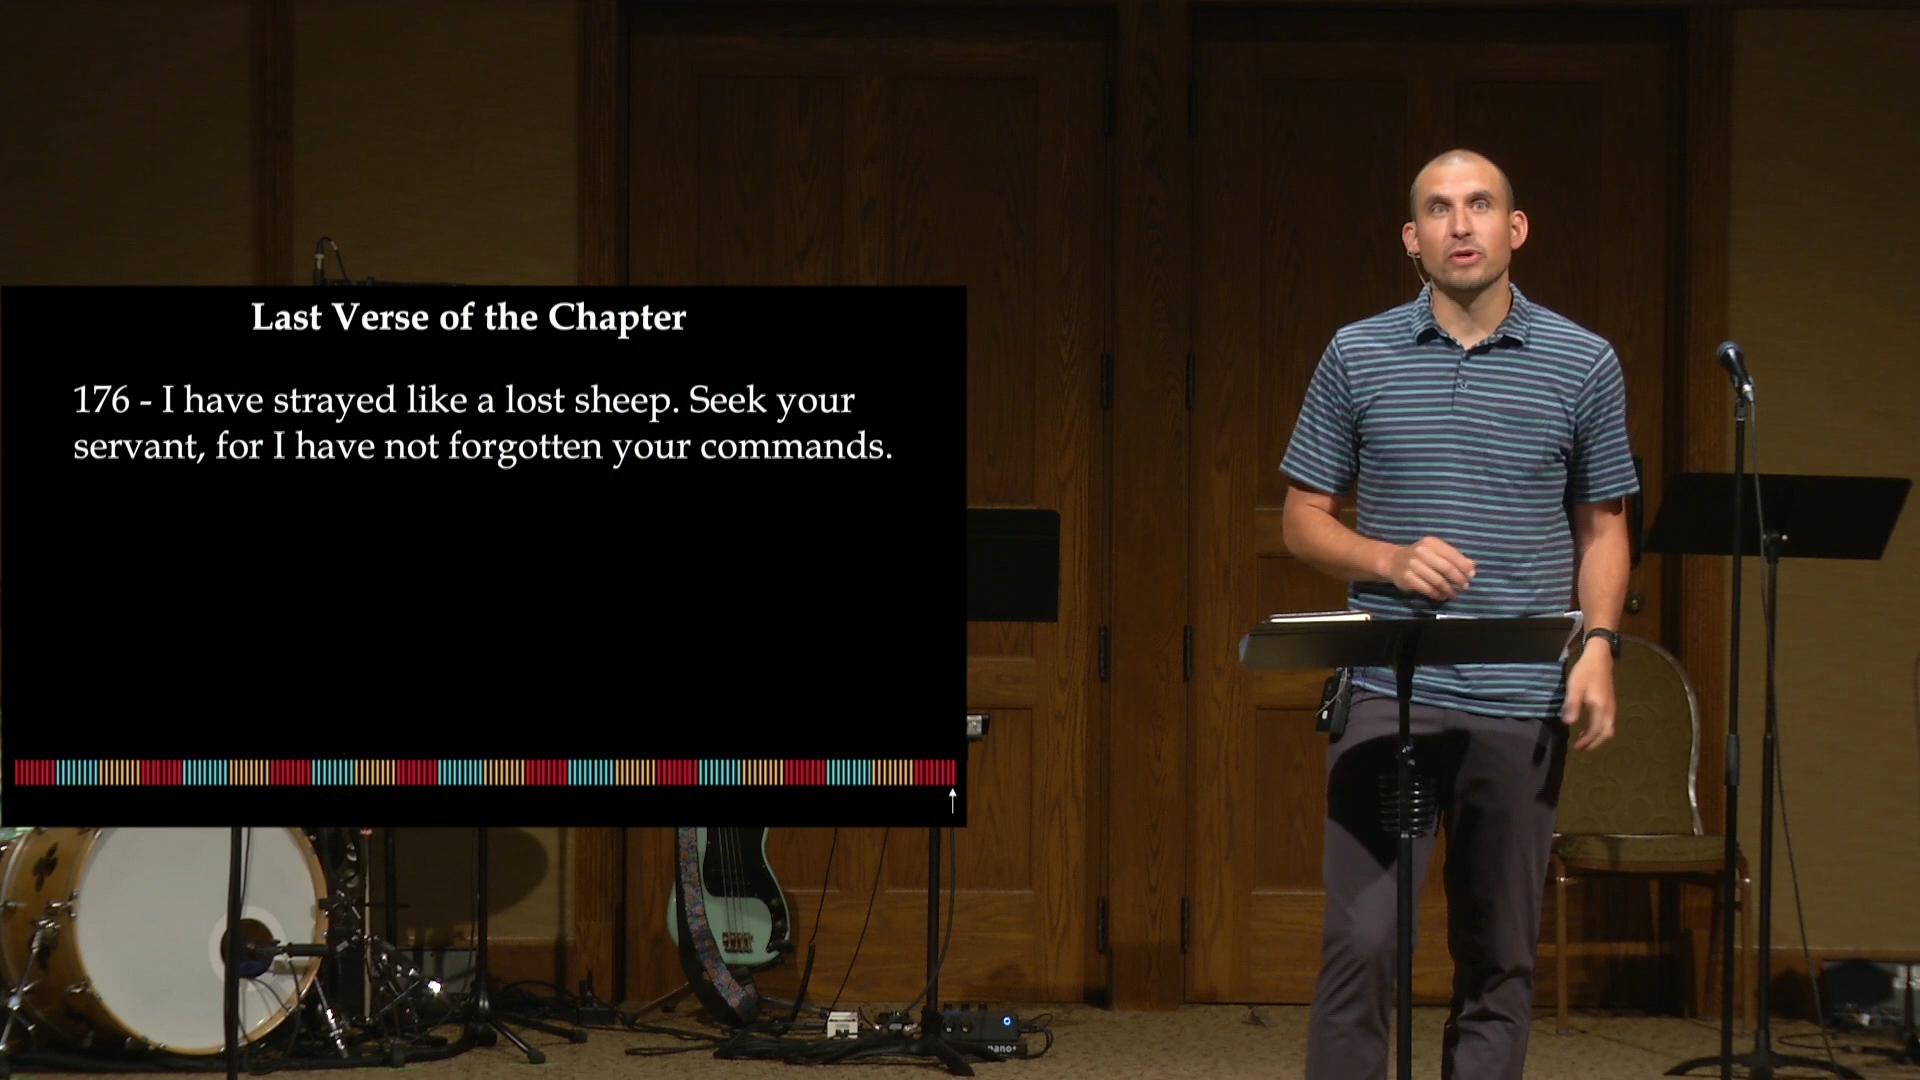 Last Verse of the Chapter
176 - I have strayed like a lost sheep. Seek your
servant, for I have not forgotten your commands.
nano+